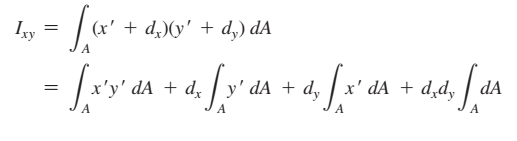 I_{xy} = ∫_A (x' + d_x)(y' + d_y) dA
= ∫_A x'y' dA + d_x ∫_A y' dA + d_y ∫_A x' dA + d_x d_y ∫_A dA